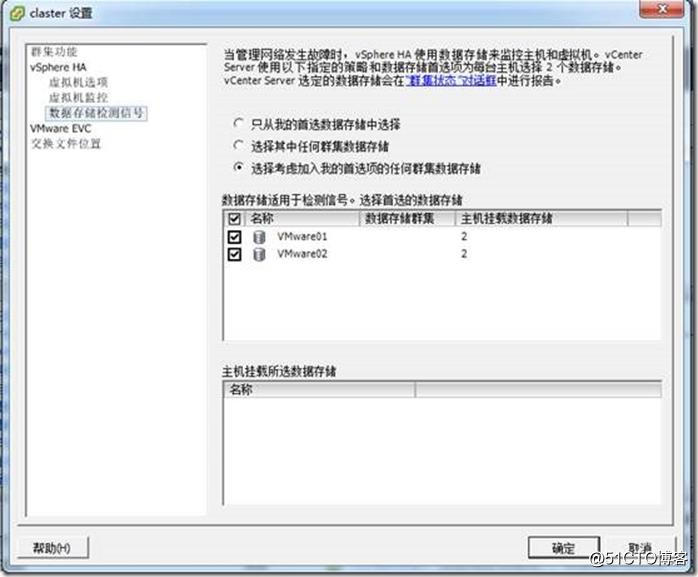 claster 设置
群集功能
vSphere HA
虚拟机选项
虚拟机监控
数据存储检测信号
VMware EVC
交换文件位置
当管理网络发生故障时，vSphere HA 使用数据存储来监控主机和虚拟机。vCenter
Server 使用以下指定的策略和数据存储首选项为每台主机选择 2 个数据存储。
vCenter Server 选定的数据存储会在"群集状态"对话框中进行报告。
只从我的首选数据存储中选择
选择其中任何群集数据存储
选择考虑加入我的首选项的任何群集数据存储
数据存储适用于检测信号。选择首选的数据存储
名称 数据存储群集 主机挂载数据存储
VMware01 2
VMware02 2
主机挂载所选数据存储
名称
帮助(H) 确定 取消
@51CTO博客